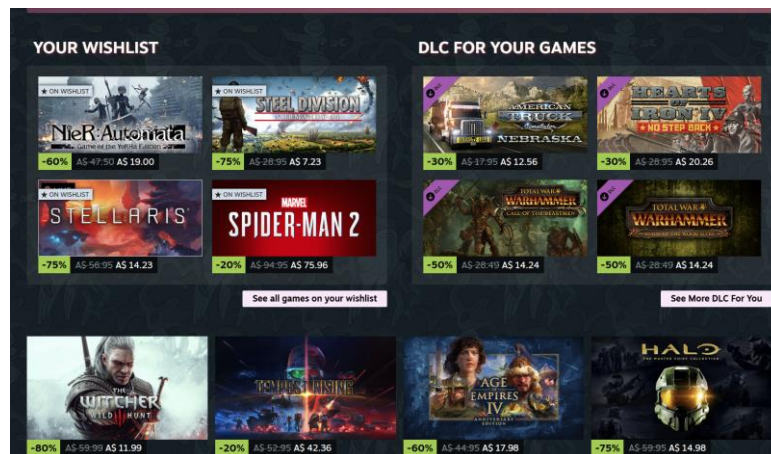 YOUR WISHLIST
★ ON WISHLIST
NieR:Automata
Game of the YoRHa Edition
-60% A$ 47.50 A$ 19.00
★ ON WISHLIST
STEEL DIVISION
-75% A$ 28.95 A$ 7.23
STELLARIS
-75% A$ 56.95 A$ 14.23
★ ON WISHLIST
MARVEL
SPIDER-MAN 2
-20% A$ 94.95 A$ 75.96
See all games on your wishlist
DLC FOR YOUR GAMES
DLC
AMERICAN
TRUCK
Simulator
NEBRASKA
-30% A$ 17.95 A$ 12.56
HEARTS
OF
IRON IV
NO STEP BACK
-30% A$ 28.95 A$ 20.26
TOTAL WAR
WARHAMMER
CALL OF THE BEASTMEN
-50% A$ 28.49 A$ 14.24
TOTAL WAR
WARHAMMER
-50% A$ 28.49 A$ 14.24
See More DLC For You
THE
WITCHER
WILD HUNT
-80% A$ 59.99 A$ 11.99
TEMPEST RISING
-20% A$ 52.95 A$ 42.36
AGE
OF
EMPIRES
IV
ANNIVERSARY
EDITION
-60% A$ 44.95 A$ 17.98
HALO
THE MASTER CHIEF COLLECTION
-75% A$ 59.95 A$ 14.98